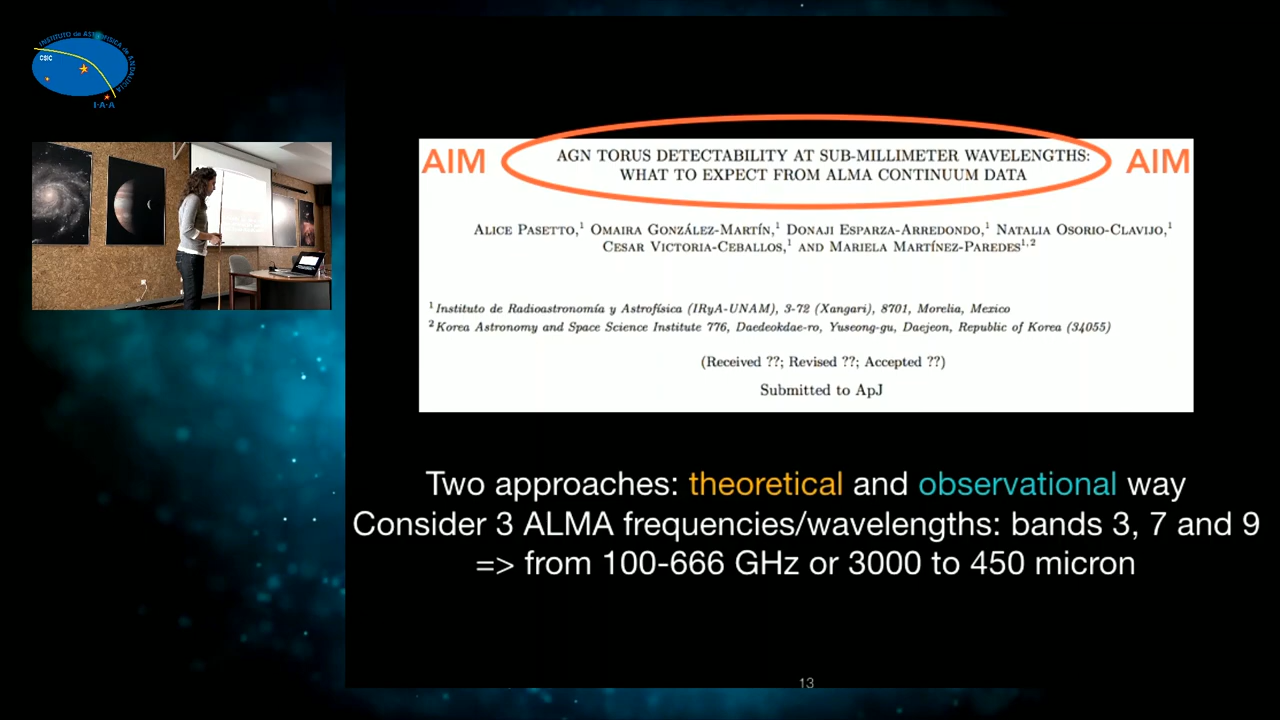 INSTITUTO de ASTROFISICA de ANDALUCIA
CSIC
I·A·A
AIM
AGN TORUS DETECTABILITY AT SUB-MILLIMETER WAVELENGTHS:
WHAT TO EXPECT FROM ALMA CONTINUUM DATA
AIM
Alice Pasetto,¹ Omaira González-Martín,¹ Donaji Esparza-Arredondo,¹ Natalia Osorio-Clavijo,¹
Cesar Victoria-Ceballos,¹ and Mariela Martínez-Paredes¹,²
¹Instituto de Radioastronomía y Astrofísica (IRyA-UNAM), 3-72 (Xangari), 8701, Morelia, Mexico
²Korea Astronomy and Space Science Institute 776, Daedeokdae-ro, Yuseong-gu, Daejeon, Republic of Korea (34055)
(Received ??; Revised ??; Accepted ??)
Submitted to ApJ
Two approaches: theoretical and observational way
Consider 3 ALMA frequencies/wavelengths: bands 3, 7 and 9
=> from 100-666 GHz or 3000 to 450 micron
13